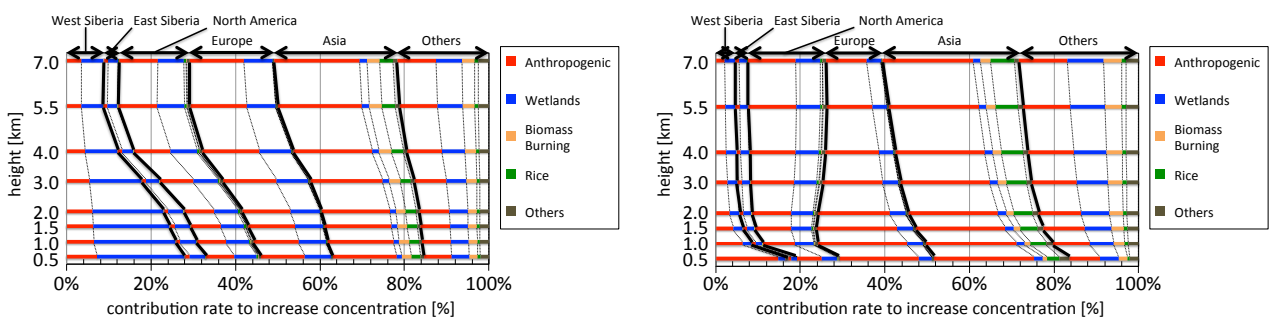 West Siberia East Siberia North America
Europe Asia Others
7.0
5.5
4.0
3.0
2.0
1.5
1.0
0.5
height [km]
0% 20% 40% 60% 80% 100%
contribution rate to increase concentration [%]
Anthropogenic
Wetlands
Biomass
Burning
Rice
Others
West Siberia East Siberia North America
Europe Asia Others
7.0
5.5
4.0
3.0
2.0
1.5
1.0
0.5
height [km]
0% 20% 40% 60% 80% 100%
contribution rate to increase concentration [%]
Anthropogenic
Wetlands
Biomass
Burning
Rice
Others